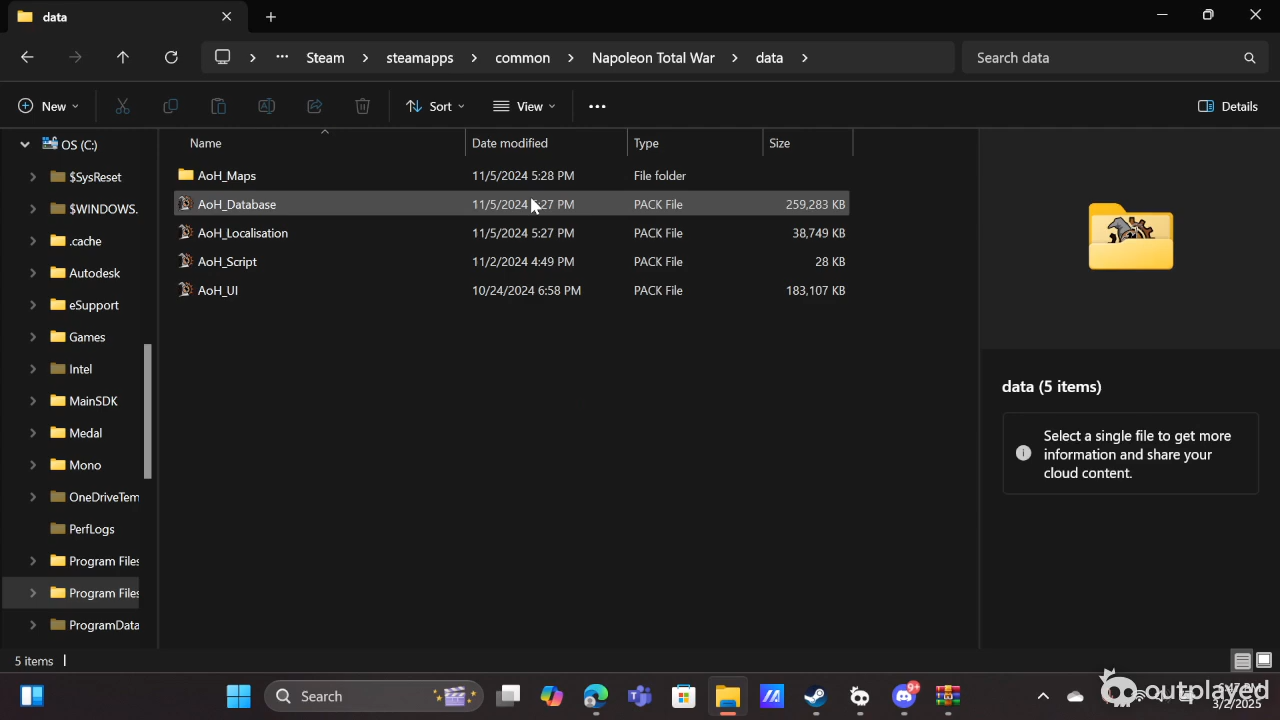 data
Steam
steamapps
common
Napoleon Total War
data
Search data
New
Sort
View
Details
OS (C:)
$SysReset
$WINDOWS.
.cache
Autodesk
eSupport
Games
Intel
MainSDK
Medal
Mono
OneDriveTem
PerfLogs
Program Files
Program Files
ProgramData
Name Date modified Type Size
AoH_Maps 11/5/2024 5:28 PM File folder
AoH_Database 11/5/2024 5:27 PM PACK File 259,283 KB
AoH_Localisation 11/5/2024 5:27 PM PACK File 38,749 KB
AoH_Script 11/2/2024 4:49 PM PACK File 28 KB
AoH_UI 10/24/2024 6:58 PM PACK File 183,107 KB
data (5 items)
Select a single file to get more
information and share your
cloud content.
5 items
Search
outplayed
3/2/2025